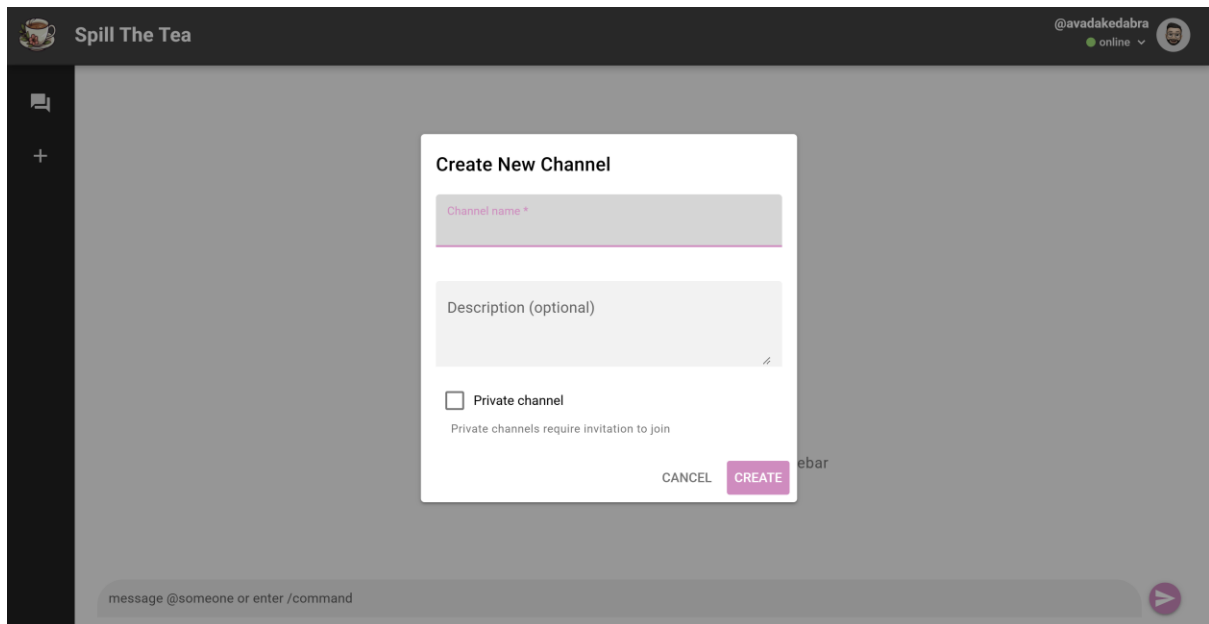 Spill The Tea
@avadakedabra
online
Create New Channel
Channel name *
Description (optional)
Private channel
Private channels require invitation to join
ebar
CANCEL CREATE
message @someone or enter /command